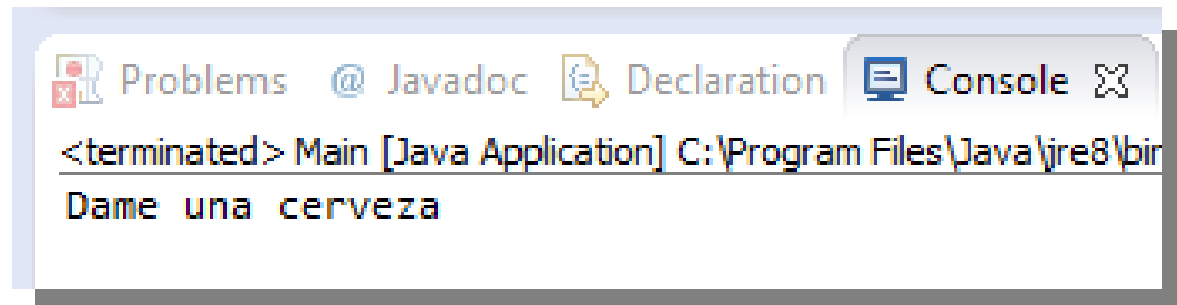 Problems @ Javadoc Declaration Console
<terminated> Main [Java Application] C:\Program Files\Java\jre8\bin
Dame una cerveza